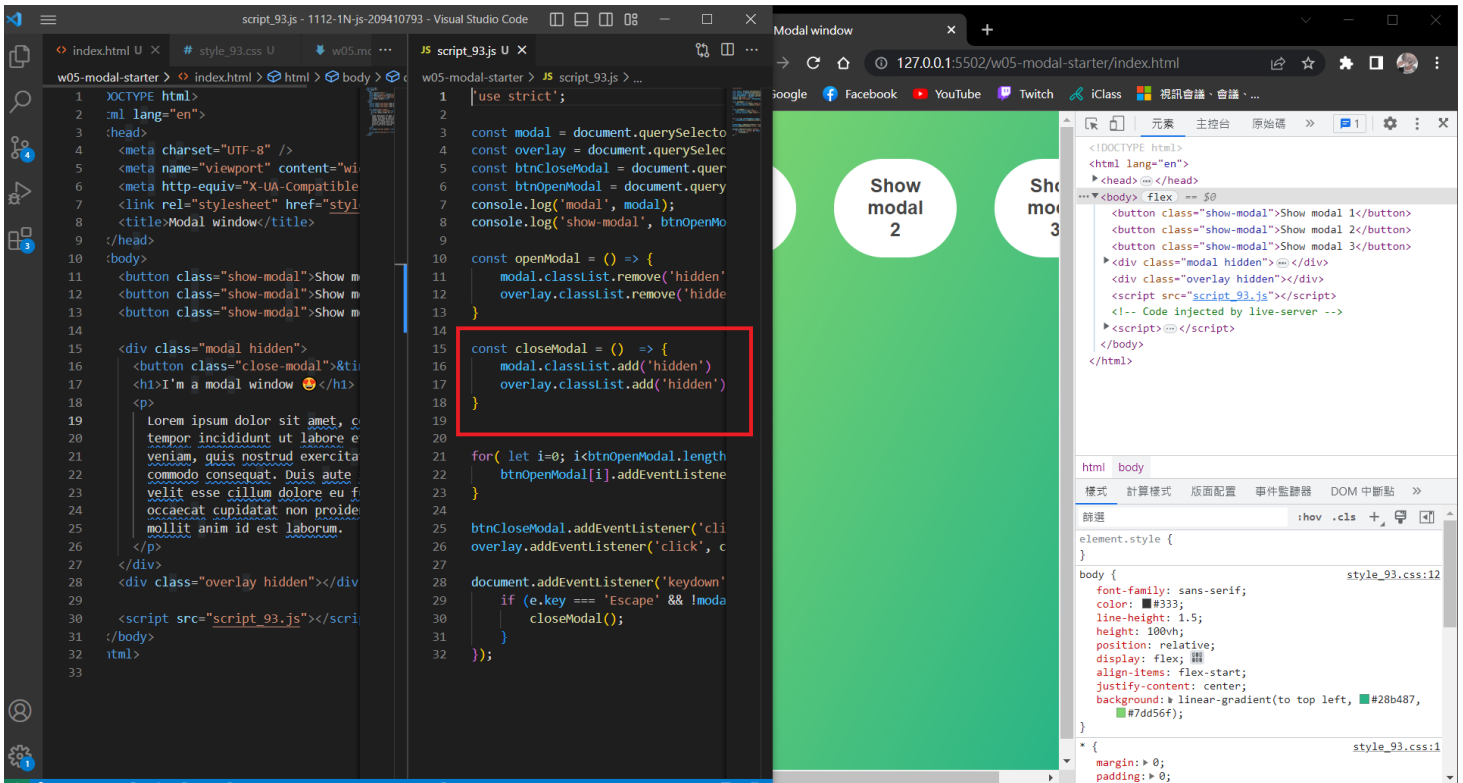 script_93.js - 1112-1N-js-209410793 - Visual Studio Code
index.html U
# style_93.css U
w05.mc ...
w05-modal-starter > index.html > html > body >
1 OCTYPE html>
2 ml lang="en">
3 head>
4 <meta charset="UTF-8" />
5 <meta name="viewport" content="wi
6 <meta http-equiv="X-UA-Compatible
7 <link rel="stylesheet" href="styl
8 <title>Modal window</title>
9 /head>
10 body>
11 <button class="show-modal">Show m
12 <button class="show-modal">Show m
13 <button class="show-modal">Show m
14
15 <div class="modal hidden">
16 <button class="close-modal">&tim
17 <h1>I'm a modal window 😍</h1>
18 <p>
19 Lorem ipsum dolor sit amet, c
20 tempor incididunt ut labore e
21 veniam, quis nostrud exercita
22 commodo consequat. Duis aute
23 velit esse cillum dolore eu f
24 occaecat cupidatat non proide
25 mollit anim id est laborum.
26 </p>
27 </div>
28 <div class="overlay hidden"></div
29
30 <script src="script_93.js"></scri
31 /body>
32 tml>
33
JS script_93.js U
w05-modal-starter > JS script_93.js > ...
1 'use strict';
2
3 const modal = document.querySelecto
4 const overlay = document.querySelec
5 const btnCloseModal = document.quer
6 const btnOpenModal = document.query
7 console.log('modal', modal);
8 console.log('show-modal', btnOpenMo
9
10 const openModal = () => {
11 modal.classList.remove('hidden'
12 overlay.classList.remove('hidde
13 }
14
15 const closeModal = () => {
16 modal.classList.add('hidden')
17 overlay.classList.add('hidden')
18 }
19
20
21 for( let i=0; i<btnOpenModal.length
22 btnOpenModal[i].addEventListene
23 }
24
25 btnCloseModal.addEventListener('cli
26 overlay.addEventListener('click', c
27
28 document.addEventListener('keydown'
29 if (e.key === 'Escape' && !moda
30 closeModal();
31 }
32 });
4
3
1
Modal window
127.0.0.1:5502/w05-modal-starter/index.html
Google Facebook YouTube Twitch iClass 視訊會議、會議、...
Show
modal
2
Sho
mo
3
元素 主控台 原始碼 » 1
<!DOCTYPE html>
<html lang="en">
<head> ... </head>
... <body> flex == $0
<button class="show-modal">Show modal 1</button>
<button class="show-modal">Show modal 2</button>
<button class="show-modal">Show modal 3</button>
<div class="modal hidden"> ... </div>
<div class="overlay hidden"></div>
<script src="script_93.js"></script>
<!-- Code injected by live-server -->
<script> ... </script>
</body>
</html>
html body
樣式 計算樣式 版面配置 事件監聽器 DOM 中斷點 »
篩選 :hov .cls +
element.style {
}
body { style_93.css:12
font-family: sans-serif;
color: #333;
line-height: 1.5;
height: 100vh;
position: relative;
display: flex;
align-items: flex-start;
justify-content: center;
background: linear-gradient(to top left, #28b487,
#7dd56f);
}
* { style_93.css:1
margin: 0;
padding: 0;